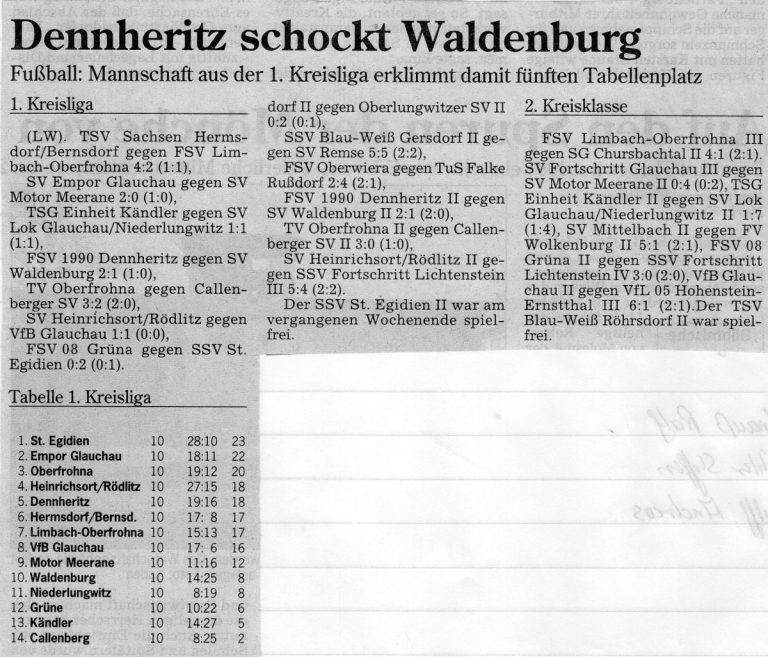 Dennheritz schockt Waldenburg
Fußball: Mannschaft aus der 1. Kreisliga erklimmt damit fünften Tabellenplatz
1. Kreisliga
(LW). TSV Sachsen Herms-
dorf/Bernsdorf gegen FSV Lim-
bach-Oberfrohna 4:2 (1:1),
SV Empor Glauchau gegen SV
Motor Meerane 2:0 (1:0),
TSG Einheit Kändler gegen SV
Lok Glauchau/Niederlungwitz 1:1
(1:1),
FSV 1990 Dennheritz gegen SV
Waldenburg 2:1 (1:0),
TV Oberfrohna gegen Callen-
berger SV 3:2 (2:0),
SV Heinrichsort/Rödlitz gegen
VfB Glauchau 1:1 (0:0),
FSV 08 Grüna gegen SSV St.
Egidien 0:2 (0:1).
Tabelle 1. Kreisliga
1. St. Egidien 10 28:10 23
2. Empor Glauchau 10 18:11 22
3. Oberfrohna 10 19:12 20
4. Heinrichsort/Rödlitz 10 27:15 18
5. Dennheritz 10 19:16 18
6. Hermsdorf/Bernsd. 10 17: 8 17
7. Limbach-Oberfrohna 10 15:13 17
8. VfB Glauchau 10 17: 6 16
9. Motor Meerane 10 11:16 12
10. Waldenburg 10 14:25 8
11. Niederlungwitz 10 8:19 8
12. Grüne 10 10:22 6
13. Kändler 10 14:27 5
14. Callenberg 10 8:25 2
dorf II gegen Oberlungwitzer SV II
0:2 (0:1),
SSV Blau-Weiß Gersdorf II ge-
gen SV Remse 5:5 (2:2),
FSV Oberwiera gegen TuS Falke
Rußdorf 2:4 (2:1),
FSV 1990 Dennheritz II gegen
SV Waldenburg II 2:1 (2:0),
TV Oberfrohna II gegen Callen-
berger SV II 3:0 (1:0),
SV Heinrichsort/Rödlitz II ge-
gen SSV Fortschritt Lichtenstein
III 5:4 (2:2).
Der SSV St. Egidien II war am
vergangenen Wochenende spiel-
frei.
2. Kreisklasse
FSV Limbach-Oberfrohna III
gegen SG Chursbachtal II 4:1 (2:1).
SV Fortschritt Glauchau III gegen
SV Motor Meerane II 0:4 (0:2), TSG
Einheit Kändler II gegen SV Lok
Glauchau/Niederlungwitz II 1:7
(1:4), SV Mittelbach II gegen FV
Wolkenburg II 5:1 (2:1), FSV 08
Grüna II gegen SSV Fortschritt
Lichtenstein IV 3:0 (2:0), VfB Glau-
chau II gegen VfL 05 Hohenstein-
Ernstthal III 6:1 (2:1).Der TSV
Blau-Weiß Röhrsdorf II war spiel-
frei.